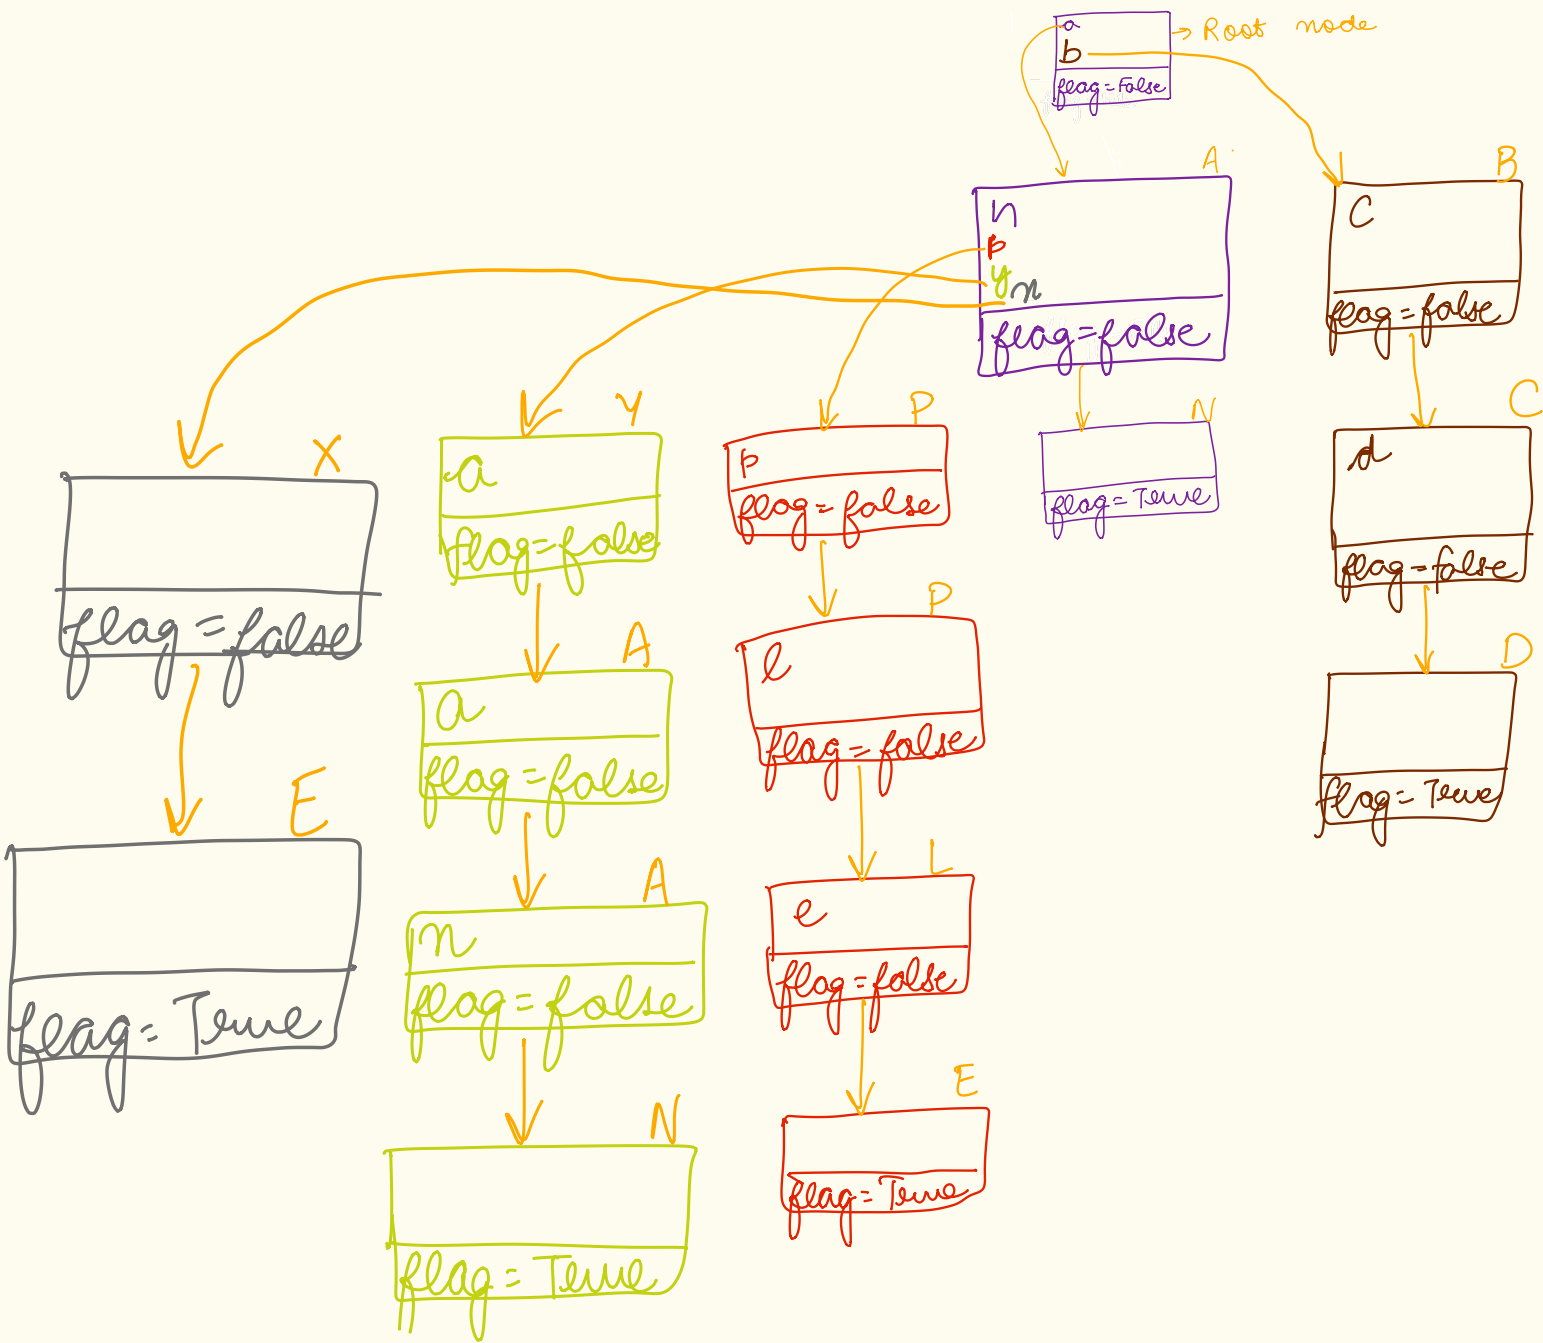 a
b
flag=False
→ Root node
A
n
p
y
n
flag=false
B
c
flag=false
X
flag=false
Y
a
flag=false
P
p
flag=false
N
flag=True
C
d
flag=false
E
flag=True
A
a
flag=false
P
l
flag=false
D
flag=True
A
n
flag=false
L
e
flag=false
N
flag=True
E
flag=True